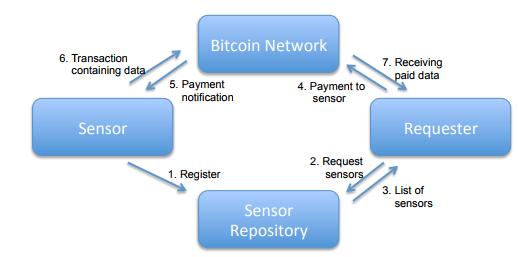 Bitcoin Network
6. Transaction
containing data
7. Receiving
paid data
5. Payment
notification
4. Payment to
sensor
Sensor
Requester
1. Register
2. Request
sensors
3. List of
sensors
Sensor
Repository